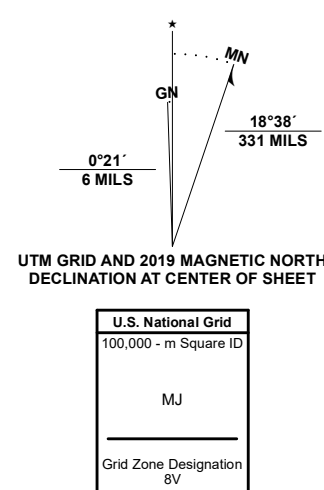 MN
GN
18°38´
331 MILS
0°21´
6 MILS
UTM GRID AND 2019 MAGNETIC NORTH
DECLINATION AT CENTER OF SHEET
U.S. National Grid
100,000 - m Square ID
MJ
Grid Zone Designation
8V